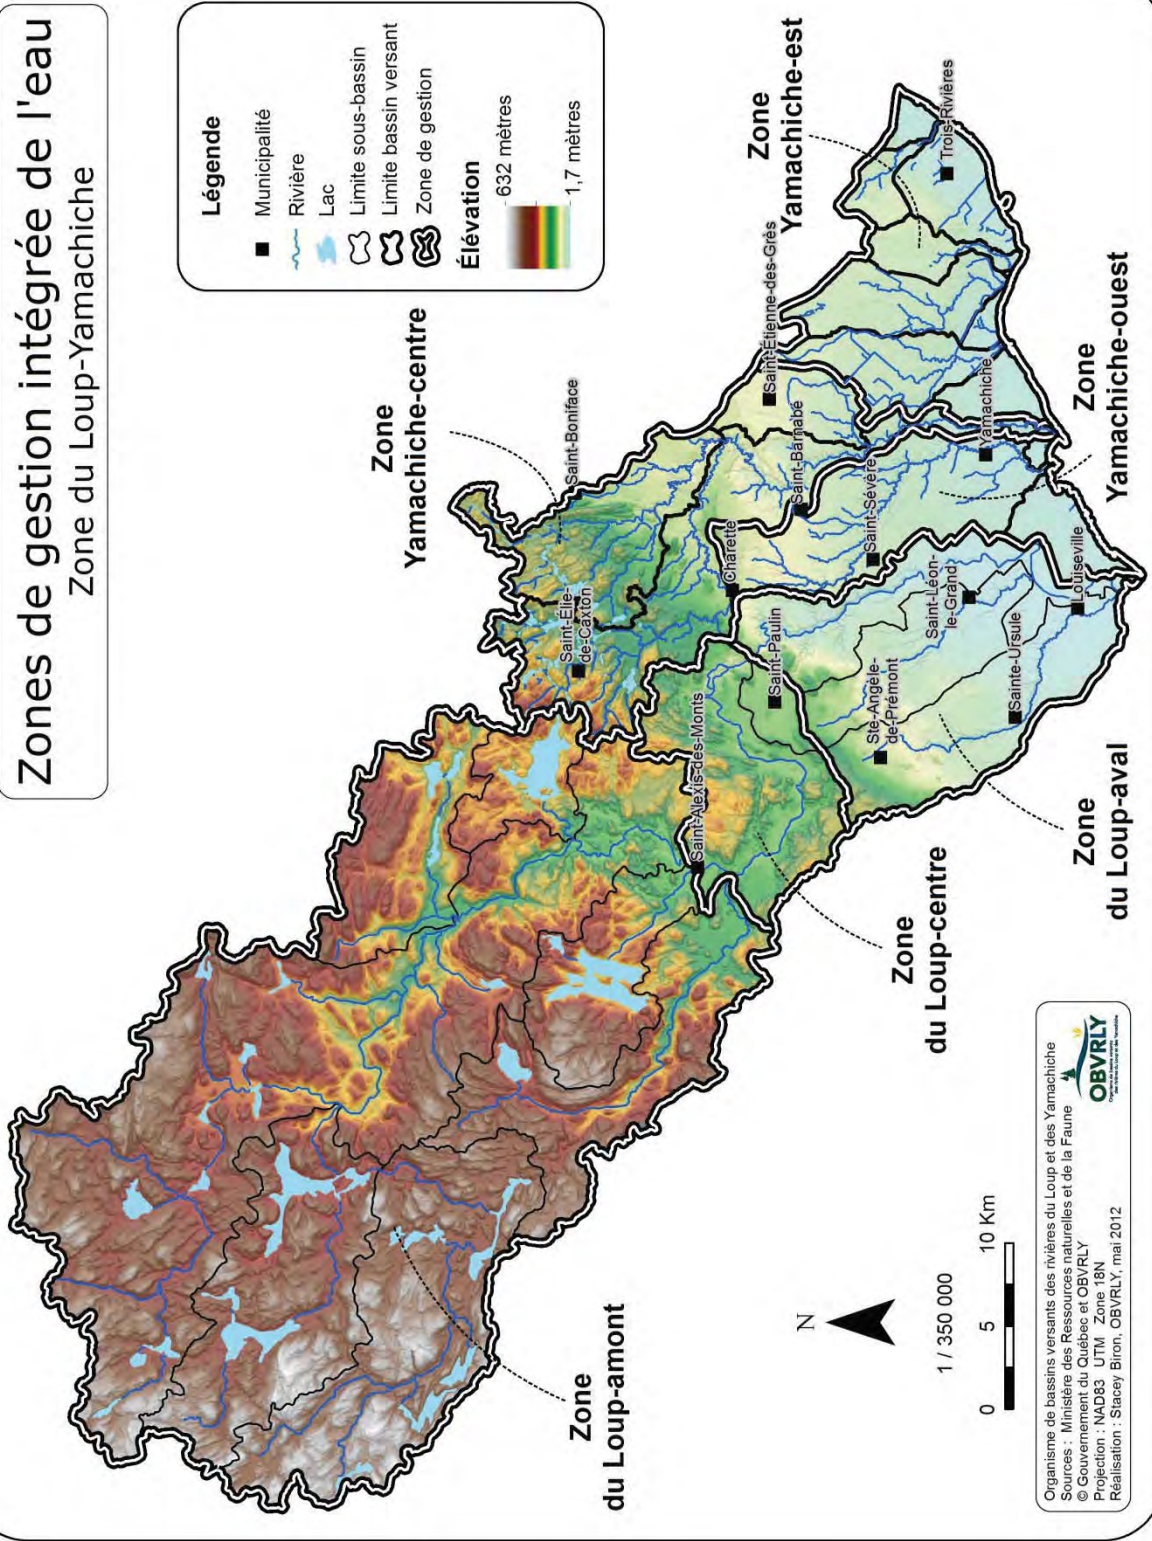 Zones de gestion intégrée de l'eau
Zone du Loup-Yamachiche
Légende
Municipalité
Rivière
Lac
Limite sous-bassin
Limite bassin versant
Zone de gestion
Élévation
632 mètres
1,7 mètres
Zone
Yamachiche-centre
Zone
Yamachiche-est
Zone
Yamachiche-ouest
Zone
du Loup-aval
Zone
du Loup-centre
Zone
du Loup-amont
Saint-Boniface
Saint-Élie-
de-Caxton
Saint-Étienne-des-Grès
Trois-Rivières
Saint-Barnabé
Charette
Saint-Sévère
Yamachiche
Saint-Paulin
Saint-Léon-
le-Grand
Louiseville
Saint-Alexis-des-Monts
Ste-Angèle-
de-Prémont
Sainte-Ursule
N
1 / 350 000
0 5 10 Km
Organisme de bassins versants des rivières du Loup et des Yamachiche
Sources : Ministère des Ressources naturelles et de la Faune
© Gouvernement du Québec et OBVRLY
Projection : NAD83 UTM Zone 18N
Réalisation : Stacey Biron, OBVRLY, mai 2012
OBVRLY